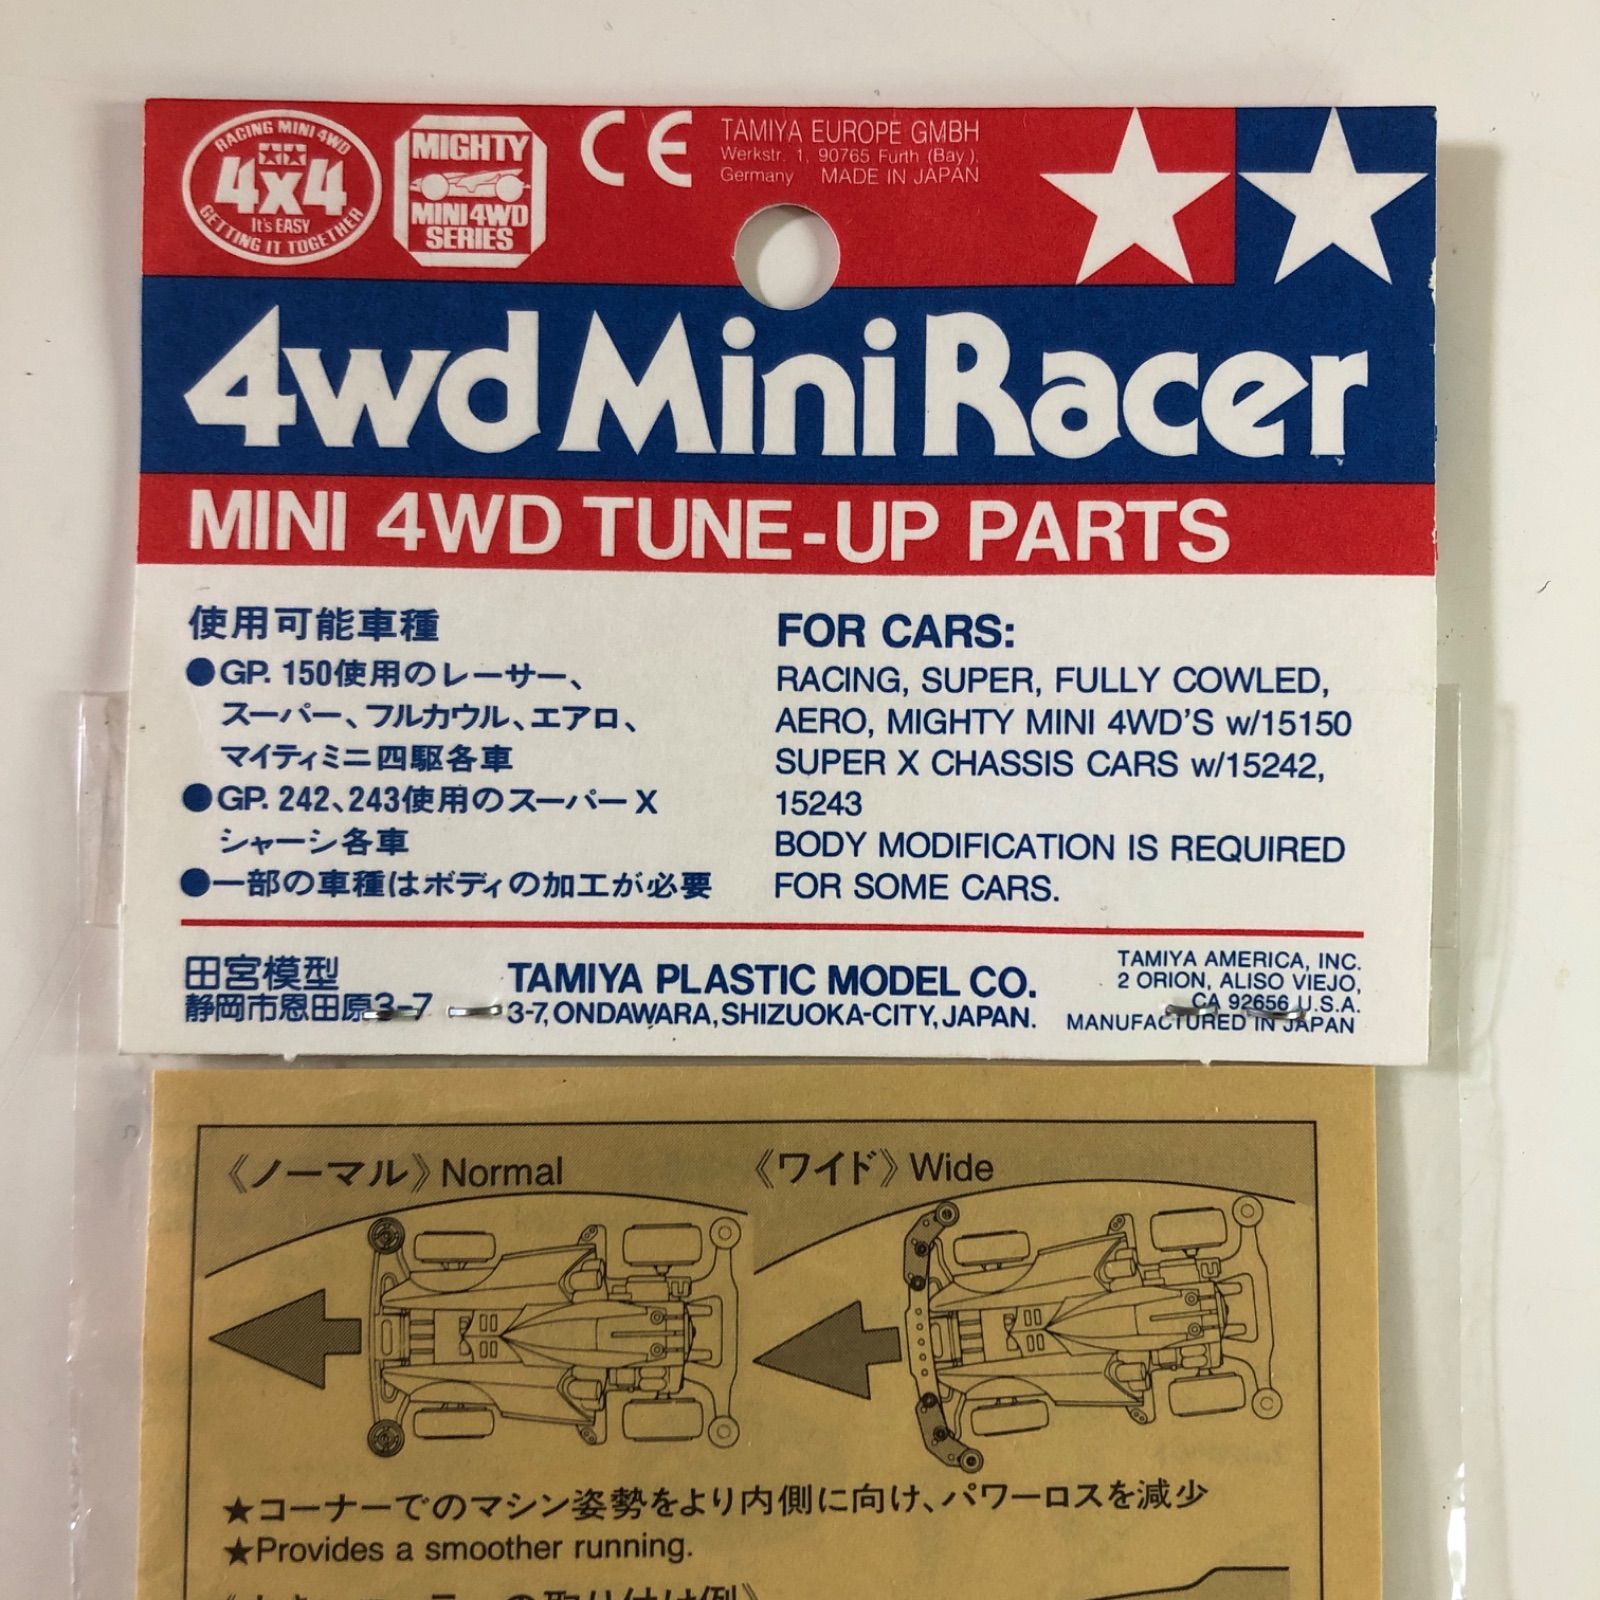 RACING MINI 4WD
4x4
It's EASY
GETTING IT TOGETHER
MIGHTY
MINI 4WD
SERIES
CE
TAMIYA EUROPE GMBH
Werkstr. 1, 90765 Furth (Bay.),
Germany MADE IN JAPAN
4wd Mini Racer
MINI 4WD TUNE-UP PARTS
使用可能車種
●GP. 150使用のレーサー、
スーパー、フルカウル、エアロ、
マイティミニ四駆各車
●GP. 242、243使用のスーパーX
シャーシ各車
●一部の車種はボディの加工が必要
FOR CARS:
RACING, SUPER, FULLY COWLED,
AERO, MIGHTY MINI 4WD'S w/15150
SUPER X CHASSIS CARS w/15242,
15243
BODY MODIFICATION IS REQUIRED
FOR SOME CARS.
田宮模型
静岡市恩田原3-7
TAMIYA PLASTIC MODEL CO.
3-7, ONDAWARA, SHIZUOKA-CITY, JAPAN.
TAMIYA AMERICA, INC.
2 ORION, ALISO VIEJO,
CA 92656 U.S.A.
MANUFACTURED IN JAPAN
《ノーマル》Normal
《ワイド》Wide
★コーナーでのマシン姿勢をより内側に向け、パワーロスを減少
★Provides a smoother running.